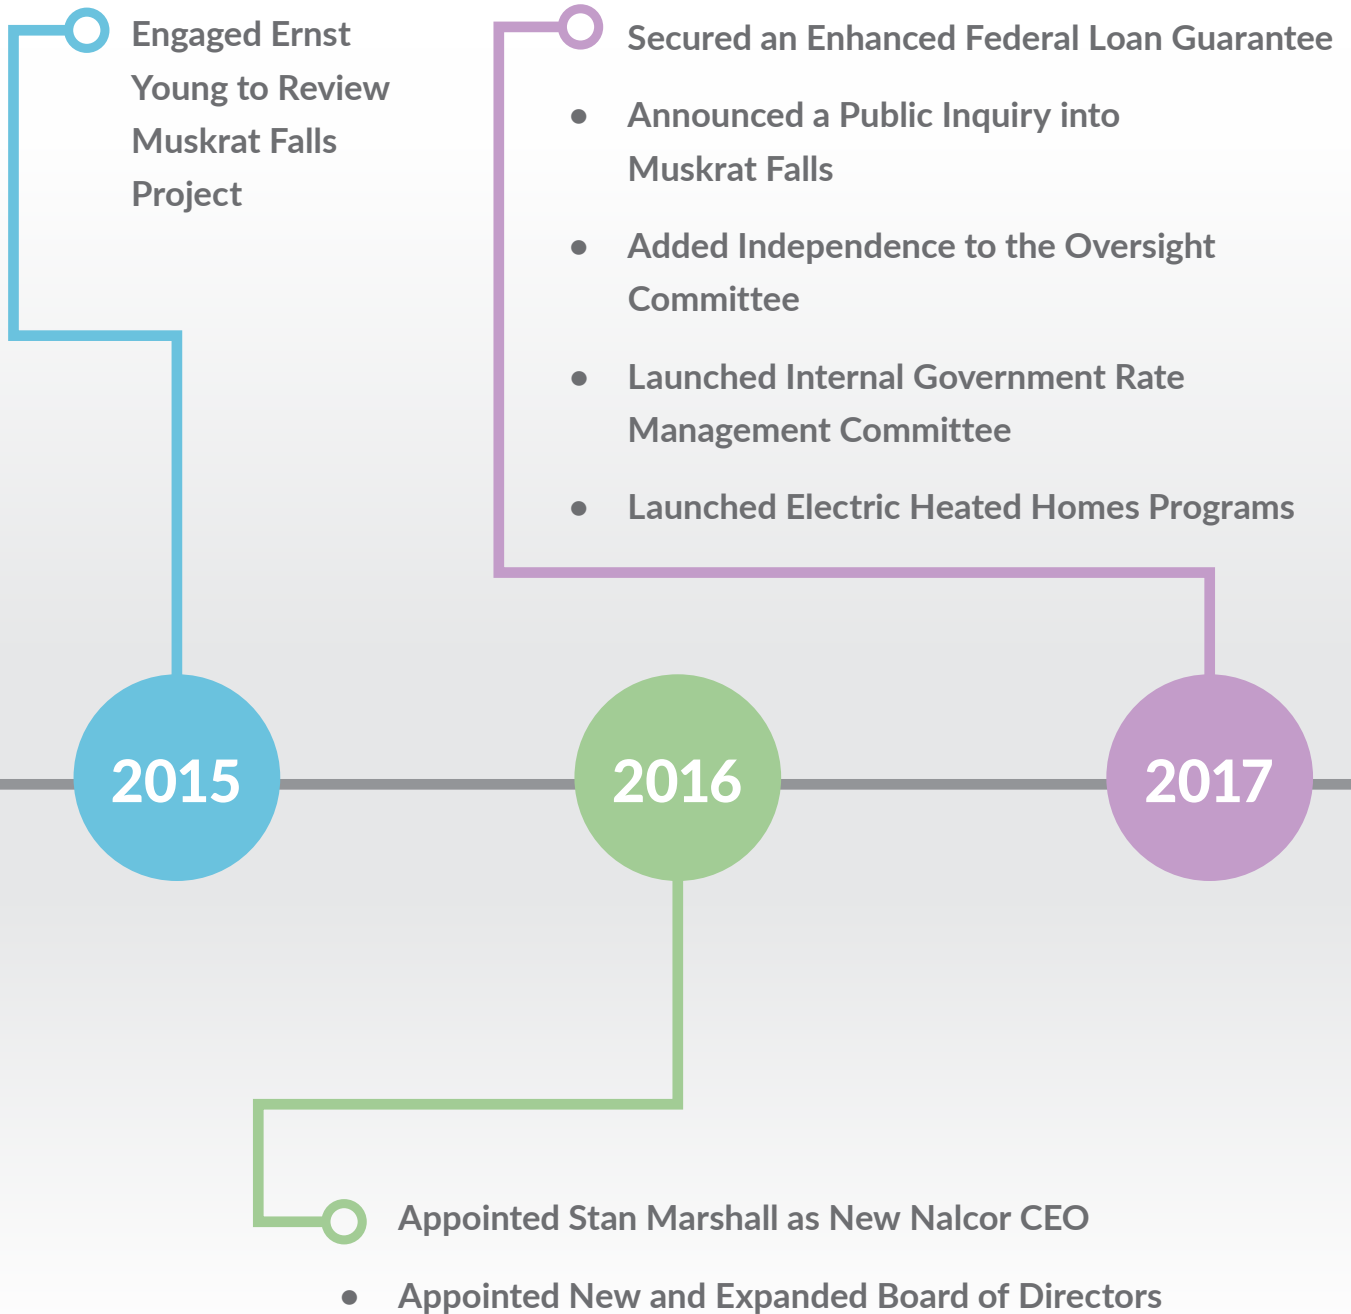 Engaged Ernst
Young to Review
Muskrat Falls
Project
Secured an Enhanced Federal Loan Guarantee
• Announced a Public Inquiry into
Muskrat Falls
• Added Independence to the Oversight
Committee
• Launched Internal Government Rate
Management Committee
• Launched Electric Heated Homes Programs
2015
2016
2017
Appointed Stan Marshall as New Nalcor CEO
• Appointed New and Expanded Board of Directors